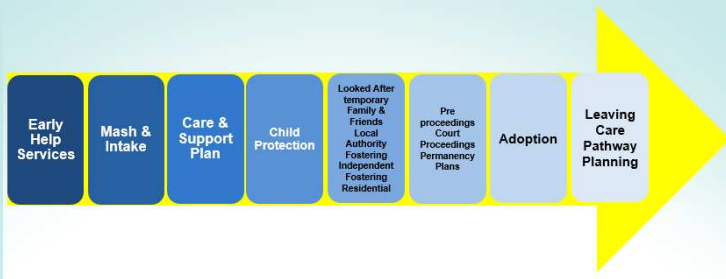 Early
Help
Services
Mash &
Intake
Care &
Support
Plan
Child
Protection
Looked After
temporary
Family &
Friends
Local
Authority
Fostering
Independent
Fostering
Residential
Pre
proceedings
Court
Proceedings
Permanency
Plans
Adoption
Leaving
Care
Pathway
Planning